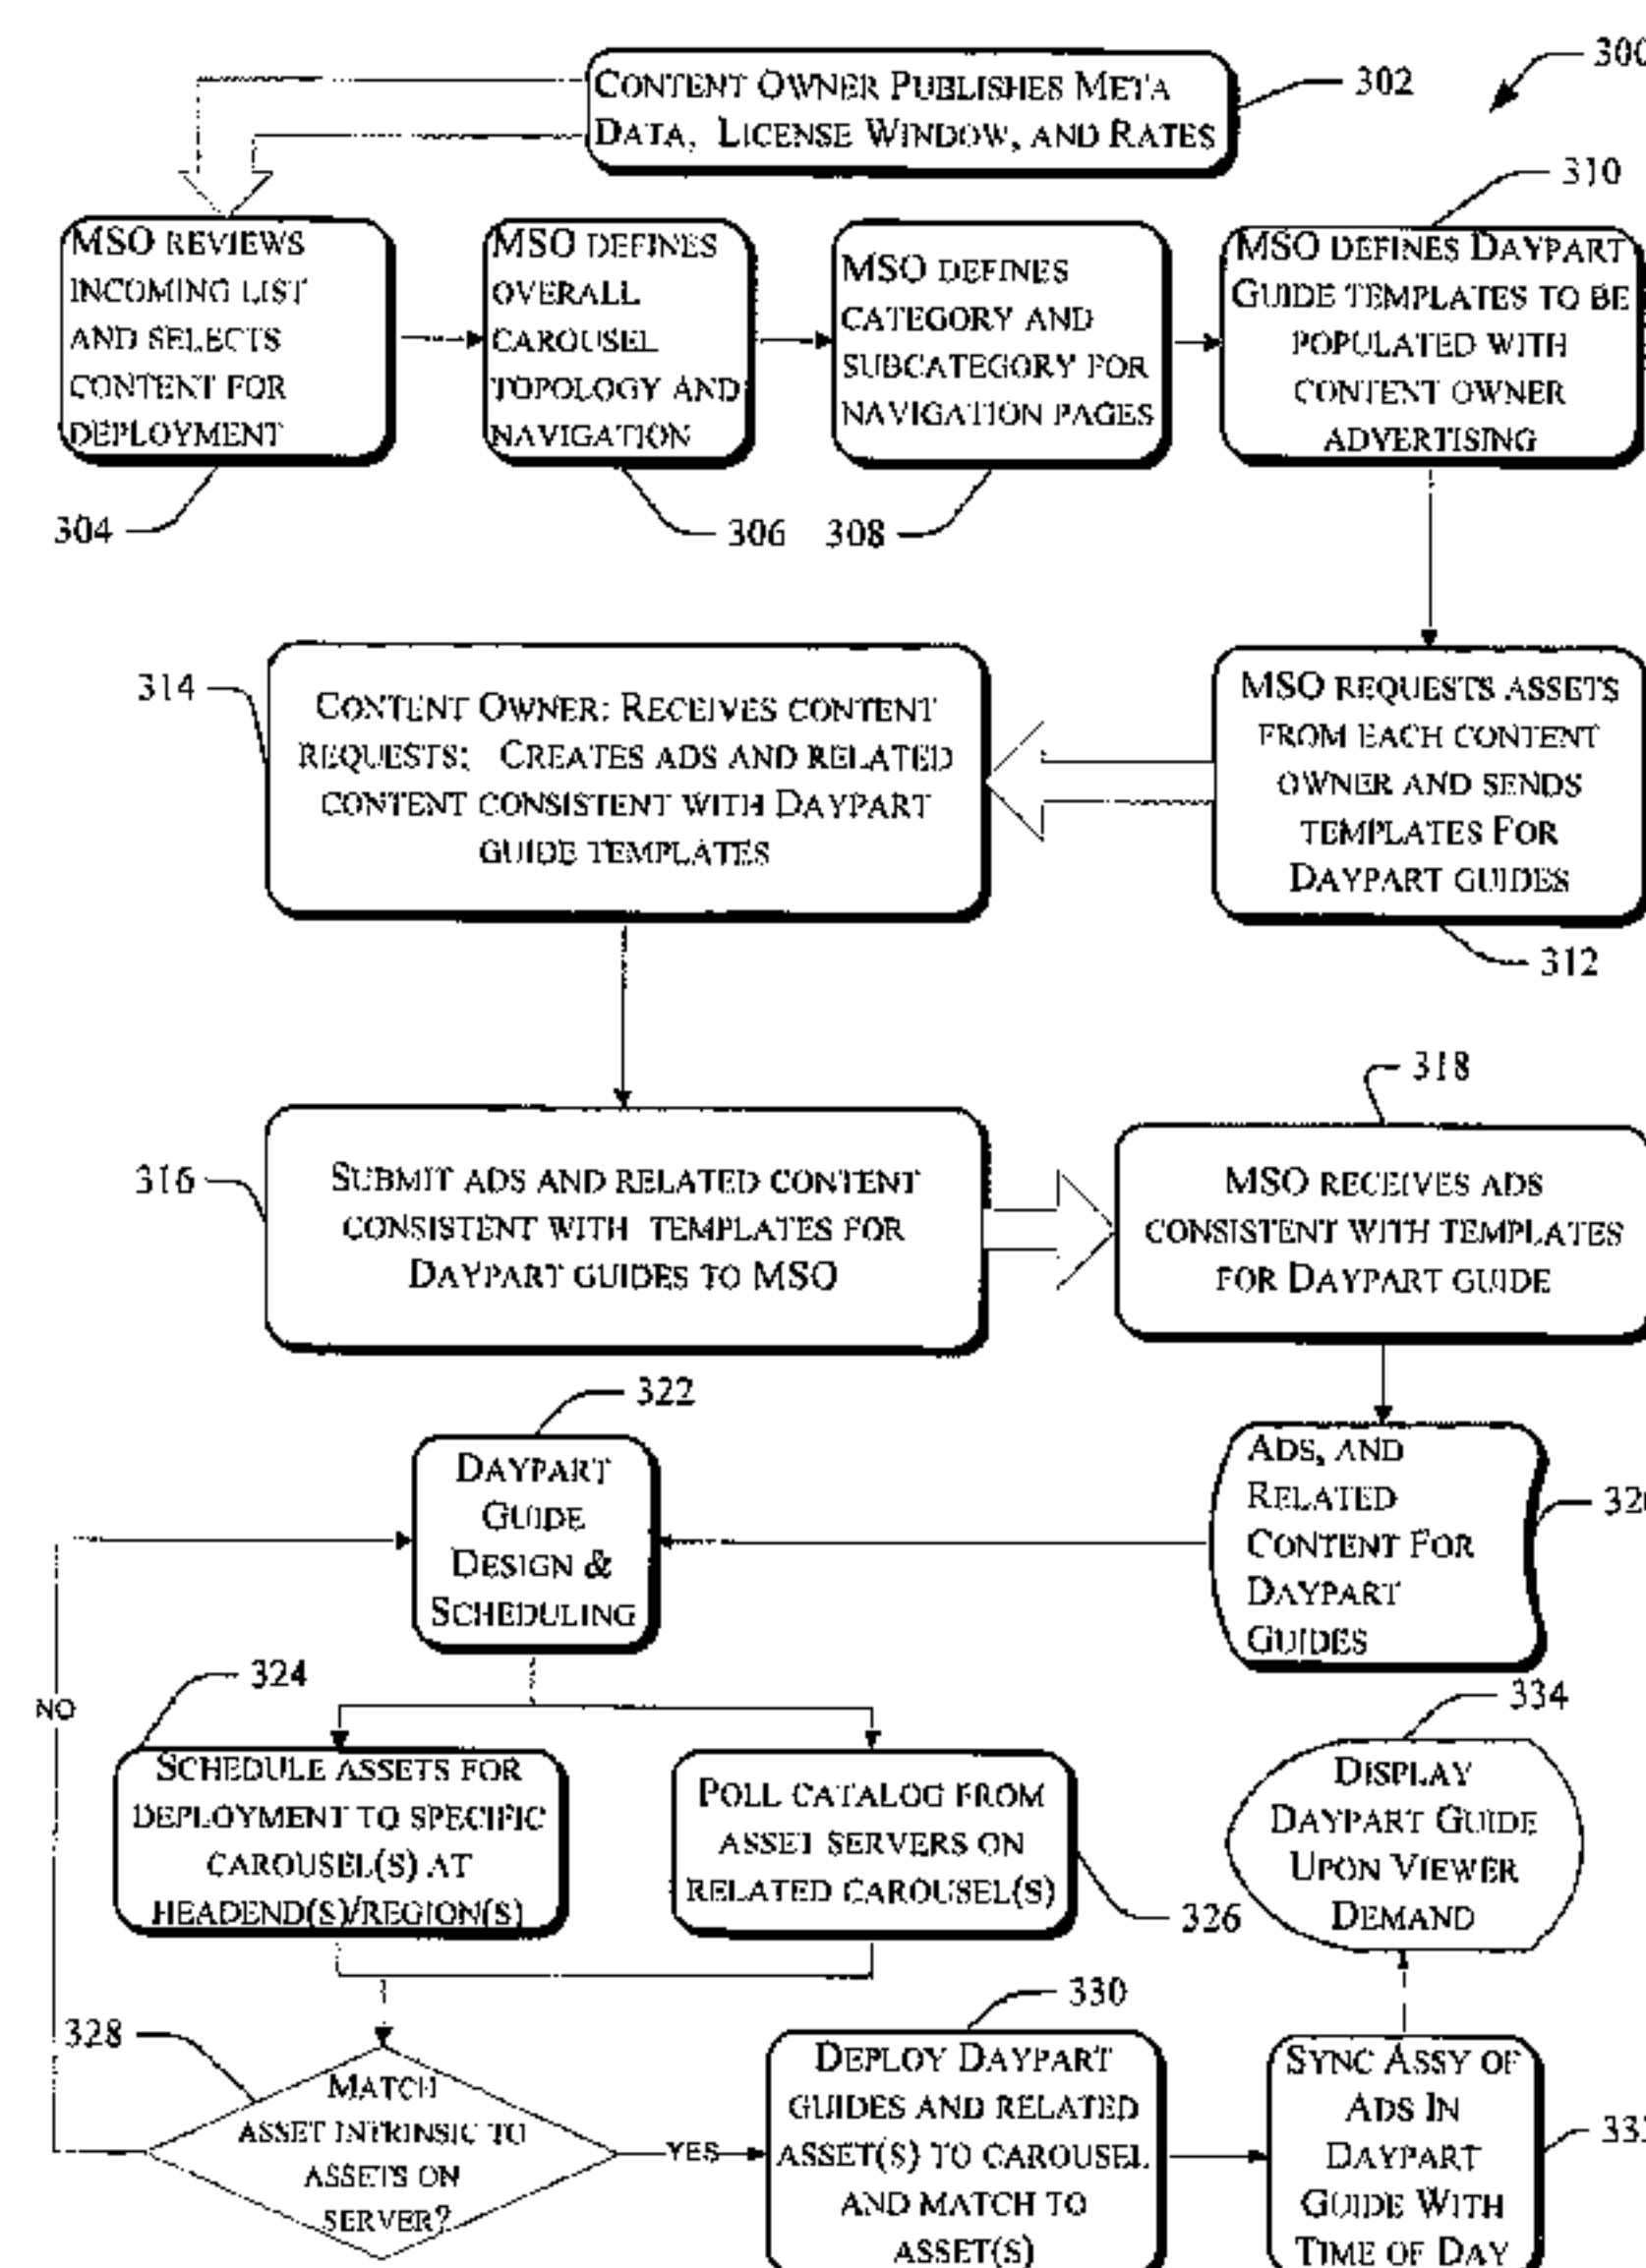 300
CONTENT OWNER PUBLISHES META
DATA, LICENSE WINDOW, AND RATES
302
310
MSO REVIEWS
INCOMING LIST
AND SELECTS
CONTENT FOR
DEPLOYMENT
MSO DEFINES
OVERALL
CAROUSEL
TOPOLOGY AND
NAVIGATION
MSO DEFINES
CATEGORY AND
SUBCATEGORY FOR
NAVIGATION PAGES
MSO DEFINES DAYPART
GUIDE TEMPLATES TO BE
POPULATED WITH
CONTENT OWNER
ADVERTISING
304
306
308
314
CONTENT OWNER: RECEIVES CONTENT
REQUESTS; CREATES ADS AND RELATED
CONTENT CONSISTENT WITH DAYPART
GUIDE TEMPLATES
MSO REQUESTS ASSETS
FROM EACH CONTENT
OWNER AND SENDS
TEMPLATES FOR
DAYPART GUIDES
312
318
316
SUBMIT ADS AND RELATED CONTENT
CONSISTENT WITH TEMPLATES FOR
DAYPART GUIDES TO MSO
MSO RECEIVES ADS
CONSISTENT WITH TEMPLATES
FOR DAYPART GUIDE
322
DAYPART
GUIDE
DESIGN &
SCHEDULING
ADS, AND
RELATED
CONTENT FOR
DAYPART
GUIDES
324
334
NO
SCHEDULE ASSETS FOR
DEPLOYMENT TO SPECIFIC
CAROUSEL(S) AT
HEADEND(S)/REGION(S)
POLL CATALOG FROM
ASSET SERVERS ON
RELATED CAROUSEL(S)
326
DISPLAY
DAYPART GUIDE
UPON VIEWER
DEMAND
328
330
MATCH
ASSET INTRINSIC TO
ASSETS ON
SERVER?
YES
DEPLOY DAYPART
GUIDES AND RELATED
ASSET(S) TO CAROUSEL
AND MATCH TO
ASSET(S)
SYNC ASSY OF
ADS IN
DAYPART
GUIDE WITH
TIME OF DAY